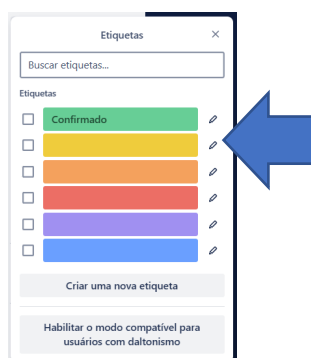 Etiquetas
Buscar etiquetas...
Etiquetas
Confirmado
Criar uma nova etiqueta
Habilitar o modo compatível para
usuários com daltonismo